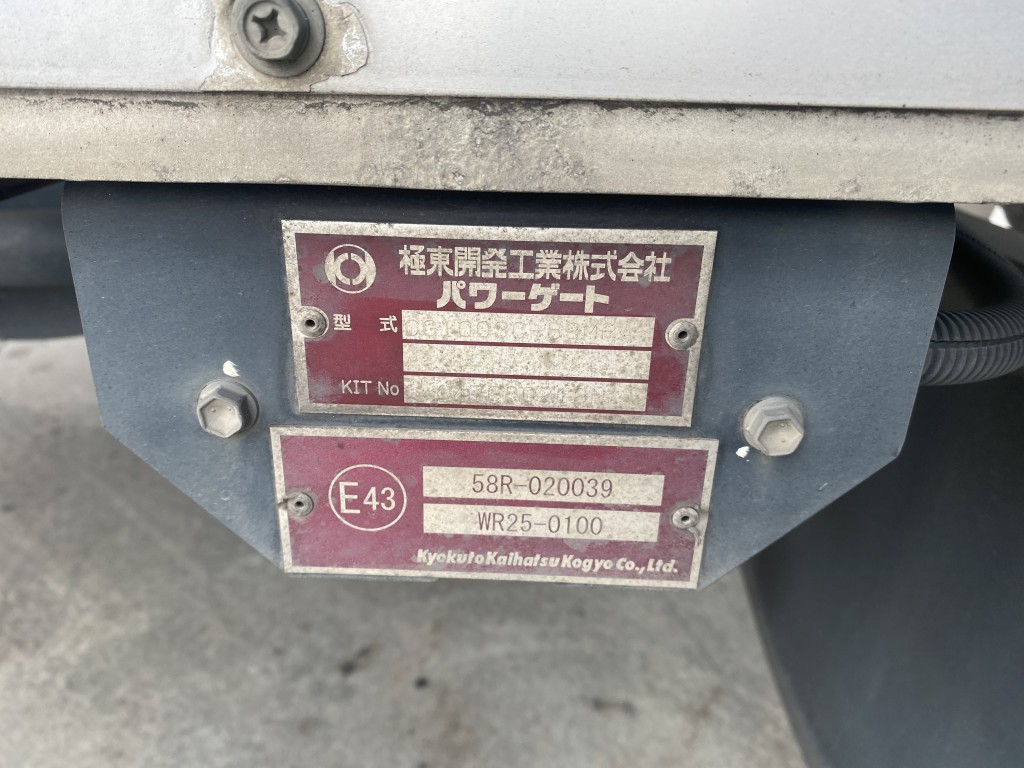 極東開発工業株式会社
パワーゲート
型 式
KIT No
E43
58R-020039
WR25-0100
Kyokuto Kaihatsu Kogyo Co., Ltd.